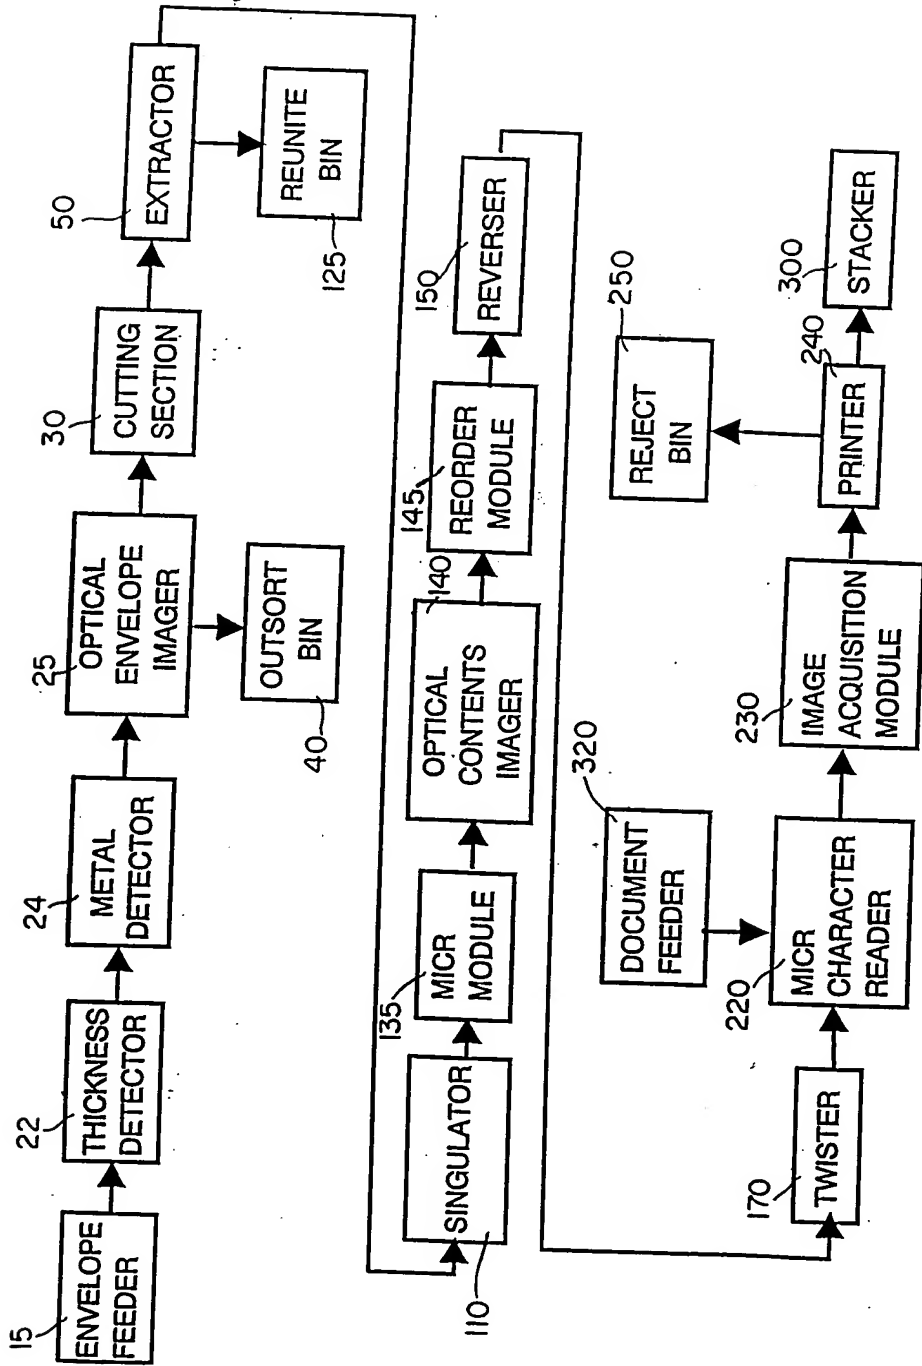 15
ENVELOPE
FEEDER
22
THICKNESS
DETECTOR
24
METAL
DETECTOR
25
OPTICAL
ENVELOPE
IMAGER
OUTSORT
BIN
40
30
CUTTING
SECTION
50
EXTRACTOR
REUNITE
BIN
125
SINGULATOR
110
135
MICR
MODULE
140
OPTICAL
CONTENTS
IMAGER
145
REORDER
MODULE
150
REVERSER
170
TWISTER
320
DOCUMENT
FEEDER
220
MICR
CHARACTER
READER
230
IMAGE
ACQUISITION
MODULE
240
PRINTER
250
REJECT
BIN
300
STACKER